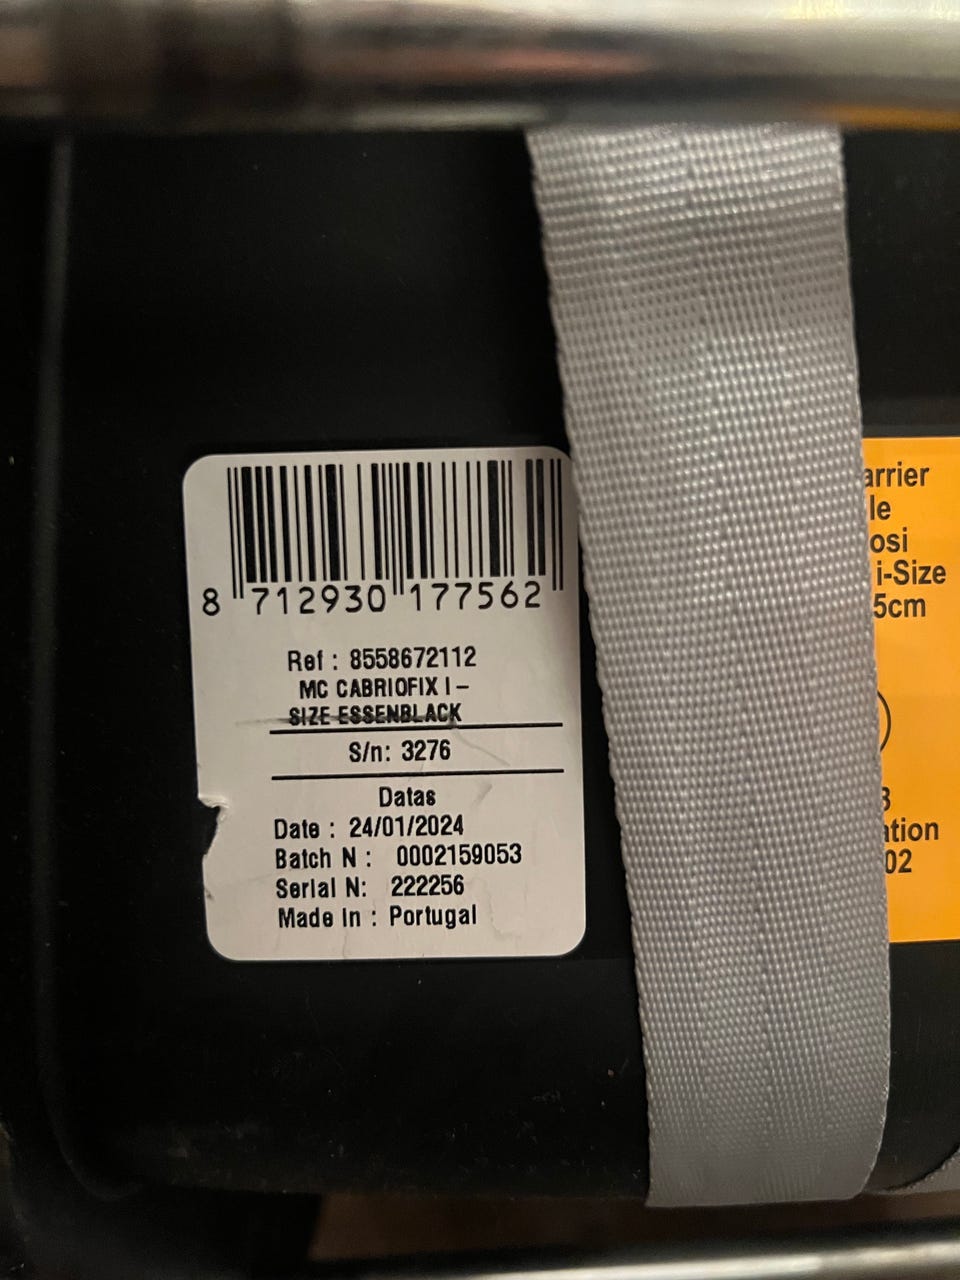 8 712930 177562
Ref : 8558672112
MC CABRIOFIX I -
SIZE ESSENBLACK
S/n: 3276
Datas
Date : 24/01/2024
Batch N : 0002159053
Serial N: 222256
Made in : Portugal
arrier
le
osi
i-Size
5cm
ation
02